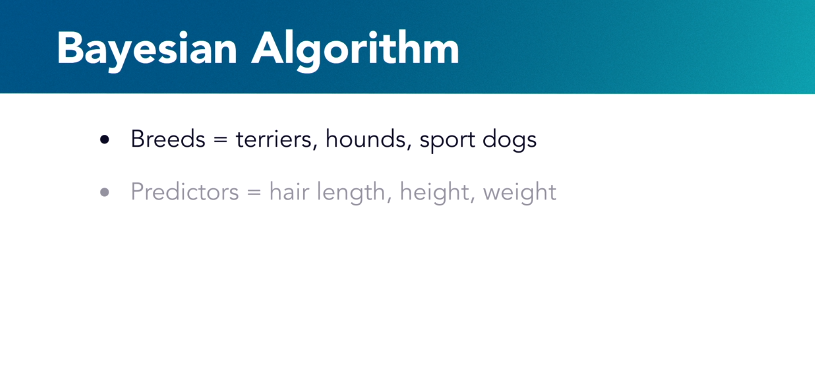 Bayesian Algorithm
• Breeds = terriers, hounds, sport dogs
• Predictors = hair length, height, weight